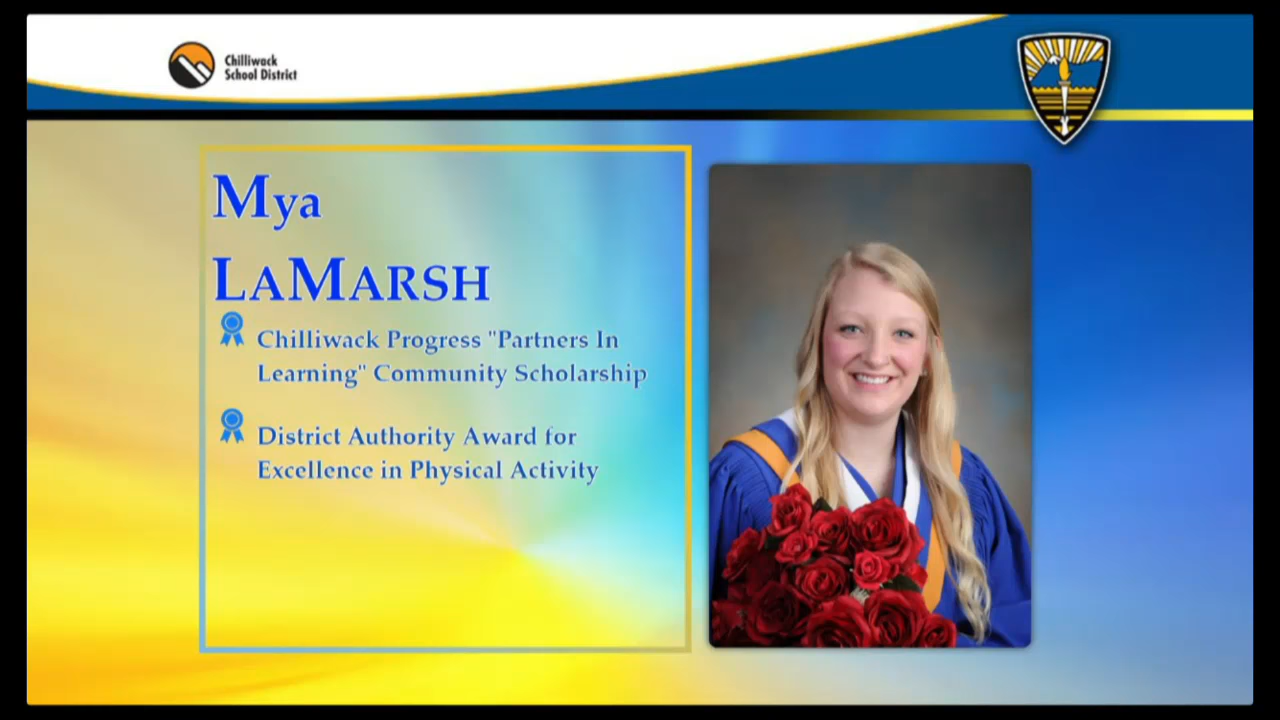 Chilliwack
School District
Mya
LAMARSH
Chilliwack Progress "Partners In
Learning" Community Scholarship
District Authority Award for
Excellence in Physical Activity